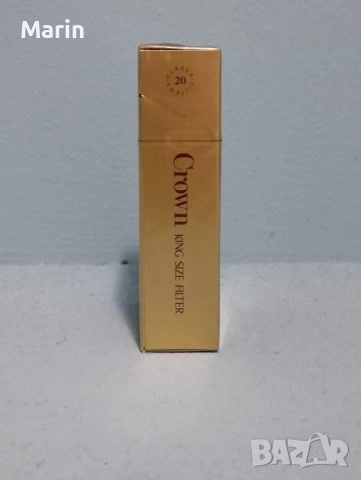 Marin
20
Crown
KING SIZE FILTER
BAZAR